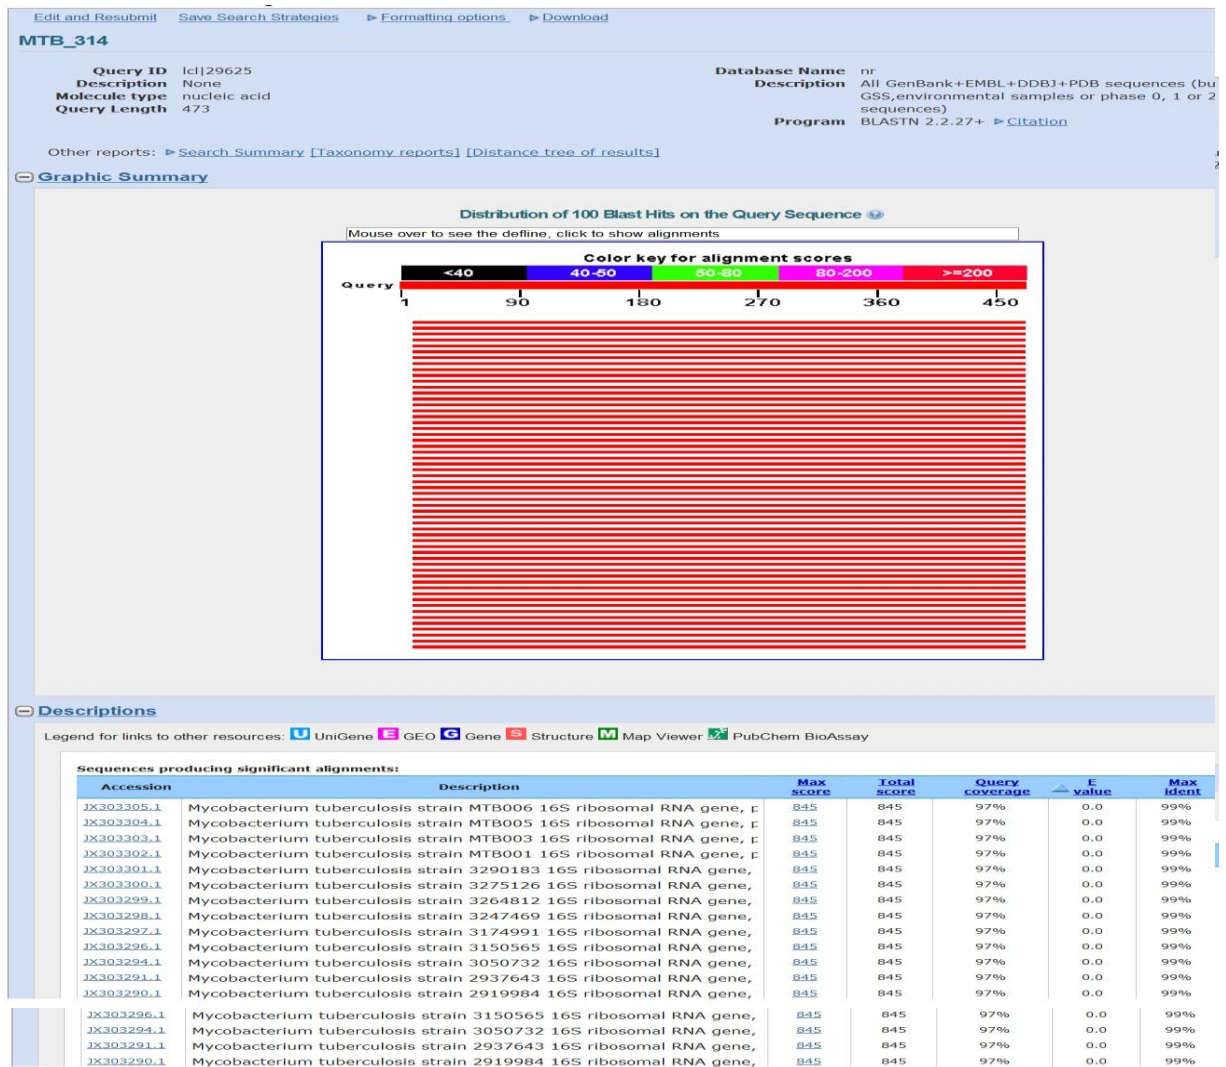 Edit and Resubmit Save Search Strategies Formatting options Download
MTB_314
Query ID lcl|29625
Description None
Molecule type nucleic acid
Query Length 473
Database Name nr
Description All GenBank+EMBL+DDBJ+PDB sequences (bu
GSS,environmental samples or phase 0, 1 or 2
sequences)
Program BLASTN 2.2.27+ Citation
Other reports: Search Summary [Taxonomy reports] [Distance tree of results]
Graphic Summary
Distribution of 100 Blast Hits on the Query Sequence
Mouse over to see the defline, click to show alignments
Color key for alignment scores
<40 40-50 50-80 80-200 >=200
Query
1 90 180 270 360 450
Descriptions
Legend for links to other resources: U UniGene E GEO G Gene S Structure M Map Viewer PubChem BioAssay
Sequences producing significant alignments:
Accession Description Max score Total score Query coverage E value Max ident
JX303305.1 Mycobacterium tuberculosis strain MTB006 16S ribosomal RNA gene, p 845 845 97% 0.0 99%
JX303304.1 Mycobacterium tuberculosis strain MTB005 16S ribosomal RNA gene, p 845 845 97% 0.0 99%
JX303303.1 Mycobacterium tuberculosis strain MTB003 16S ribosomal RNA gene, p 845 845 97% 0.0 99%
JX303302.1 Mycobacterium tuberculosis strain MTB001 16S ribosomal RNA gene, p 845 845 97% 0.0 99%
JX303301.1 Mycobacterium tuberculosis strain 3290183 16S ribosomal RNA gene, 845 845 97% 0.0 99%
JX303300.1 Mycobacterium tuberculosis strain 3275126 16S ribosomal RNA gene, 845 845 97% 0.0 99%
JX303299.1 Mycobacterium tuberculosis strain 3264812 16S ribosomal RNA gene, 845 845 97% 0.0 99%
JX303298.1 Mycobacterium tuberculosis strain 3247469 16S ribosomal RNA gene, 845 845 97% 0.0 99%
JX303297.1 Mycobacterium tuberculosis strain 3174991 16S ribosomal RNA gene, 845 845 97% 0.0 99%
JX303296.1 Mycobacterium tuberculosis strain 3150565 16S ribosomal RNA gene, 845 845 97% 0.0 99%
JX303294.1 Mycobacterium tuberculosis strain 3050732 16S ribosomal RNA gene, 845 845 97% 0.0 99%
JX303291.1 Mycobacterium tuberculosis strain 2937643 16S ribosomal RNA gene, 845 845 97% 0.0 99%
JX303290.1 Mycobacterium tuberculosis strain 2919984 16S ribosomal RNA gene, 845 845 97% 0.0 99%
JX303296.1 Mycobacterium tuberculosis strain 3150565 16S ribosomal RNA gene, 845 845 97% 0.0 99%
JX303294.1 Mycobacterium tuberculosis strain 3050732 16S ribosomal RNA gene, 845 845 97% 0.0 99%
JX303291.1 Mycobacterium tuberculosis strain 2937643 16S ribosomal RNA gene, 845 845 97% 0.0 99%
JX303290.1 Mycobacterium tuberculosis strain 2919984 16S ribosomal RNA gene, 845 845 97% 0.0 99%